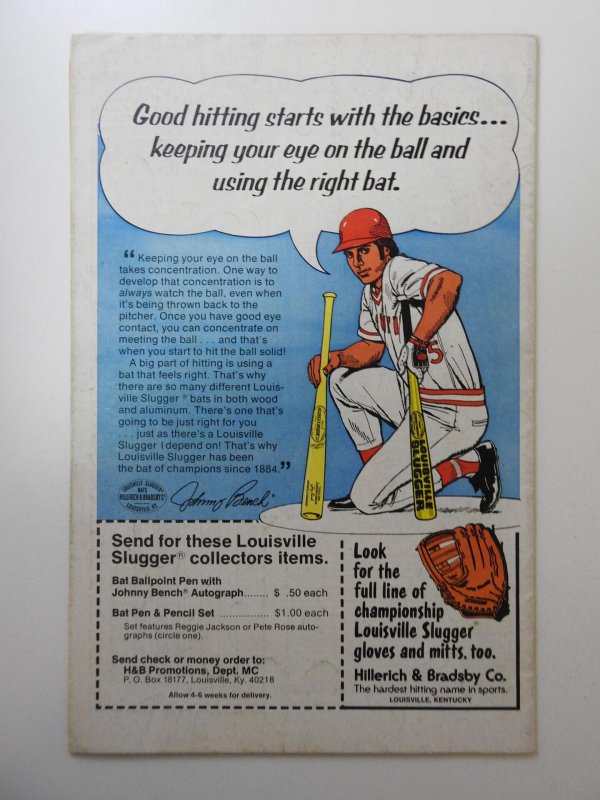 Good hitting starts with the basics...
keeping your eye on the ball and
using the right bat.
“Keeping your eye on the ball
takes concentration. One way to
develop that concentration is to
always watch the ball, even when
it's being thrown back to the
pitcher. Once you have good eye
contact, you can concentrate on
meeting the ball . . . and that's
when you start to hit the ball solid!
A big part of hitting is using a
bat that feels right. That's why
there are so many different Louis-
ville Slugger® bats in both wood
and aluminum. There's one that's
going to be just right for you
. . . just as there's a Louisville
Slugger I depend on! That's why
Louisville Slugger has been
the bat of champions since 1884.”
LOUISVILLE SLUGGER
BATS
HILLERICH & BRADSBY Co
LOUISVILLE, KY.
Johnny Bench
5
LOUISVILLE
SLUGGER
Send for these Louisville
Slugger® collectors items.
Bat Ballpoint Pen with
Johnny Bench® Autograph....... $ .50 each
Bat Pen & Pencil Set ................ $1.00 each
Set features Reggie Jackson or Pete Rose auto-
graphs (circle one).
Send check or money order to:
H&B Promotions, Dept. MC
P. O. Box 18177, Louisville, Ky. 40218
Allow 4-6 weeks for delivery.
Look
for the
full line of
championship
Louisville Slugger®
gloves and mitts, too.
Hillerich & Bradsby Co.
The hardest hitting name in sports.
LOUISVILLE, KENTUCKY